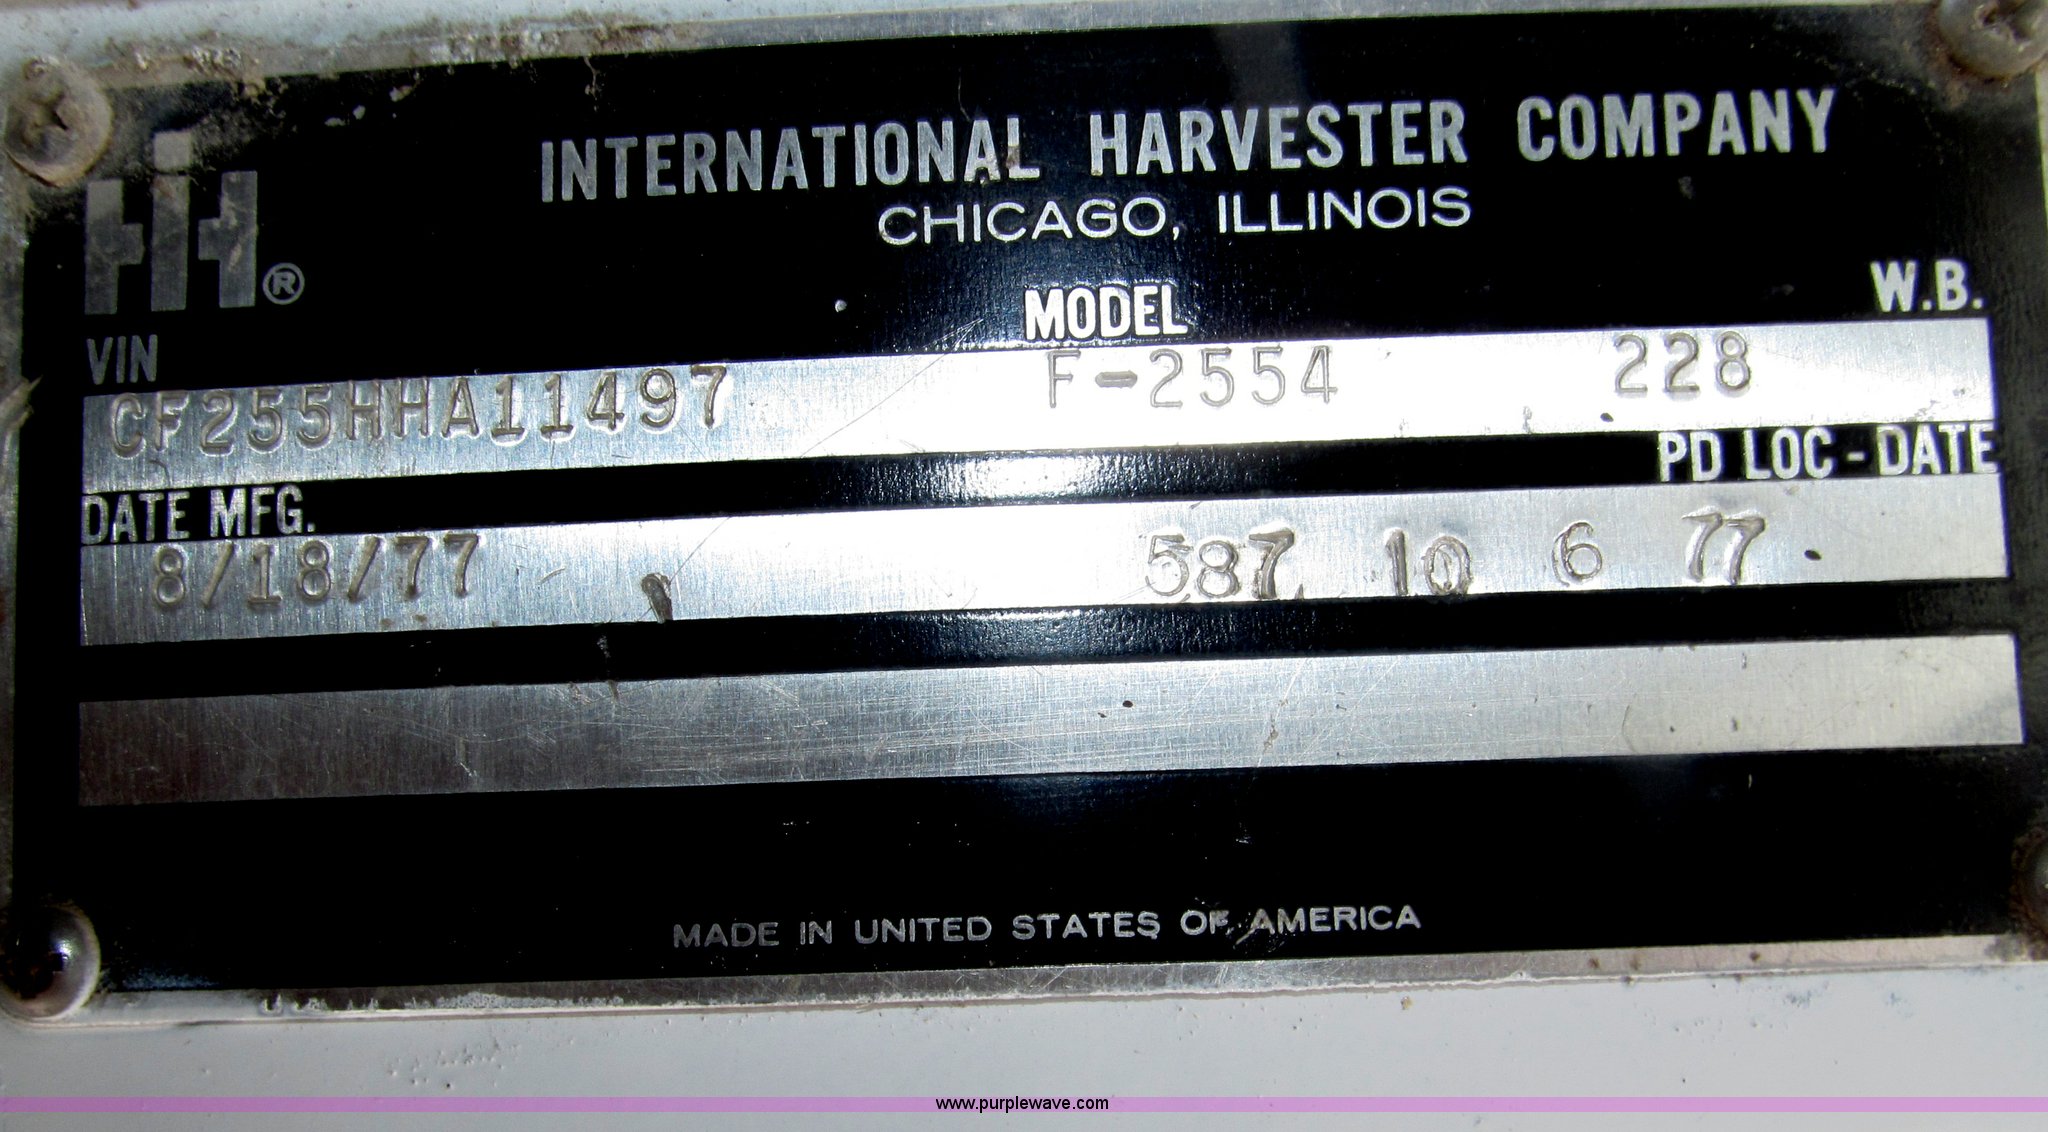 INTERNATIONAL HARVESTER COMPANY
CHICAGO, ILLINOIS
IH®
MODEL W.B.
VIN
CF255HHA11497 F-2554 228
PD LOC-DATE
DATE MFG.
8/18/77 587 10 6 77
MADE IN UNITED STATES OF AMERICA
www.purplewave.com